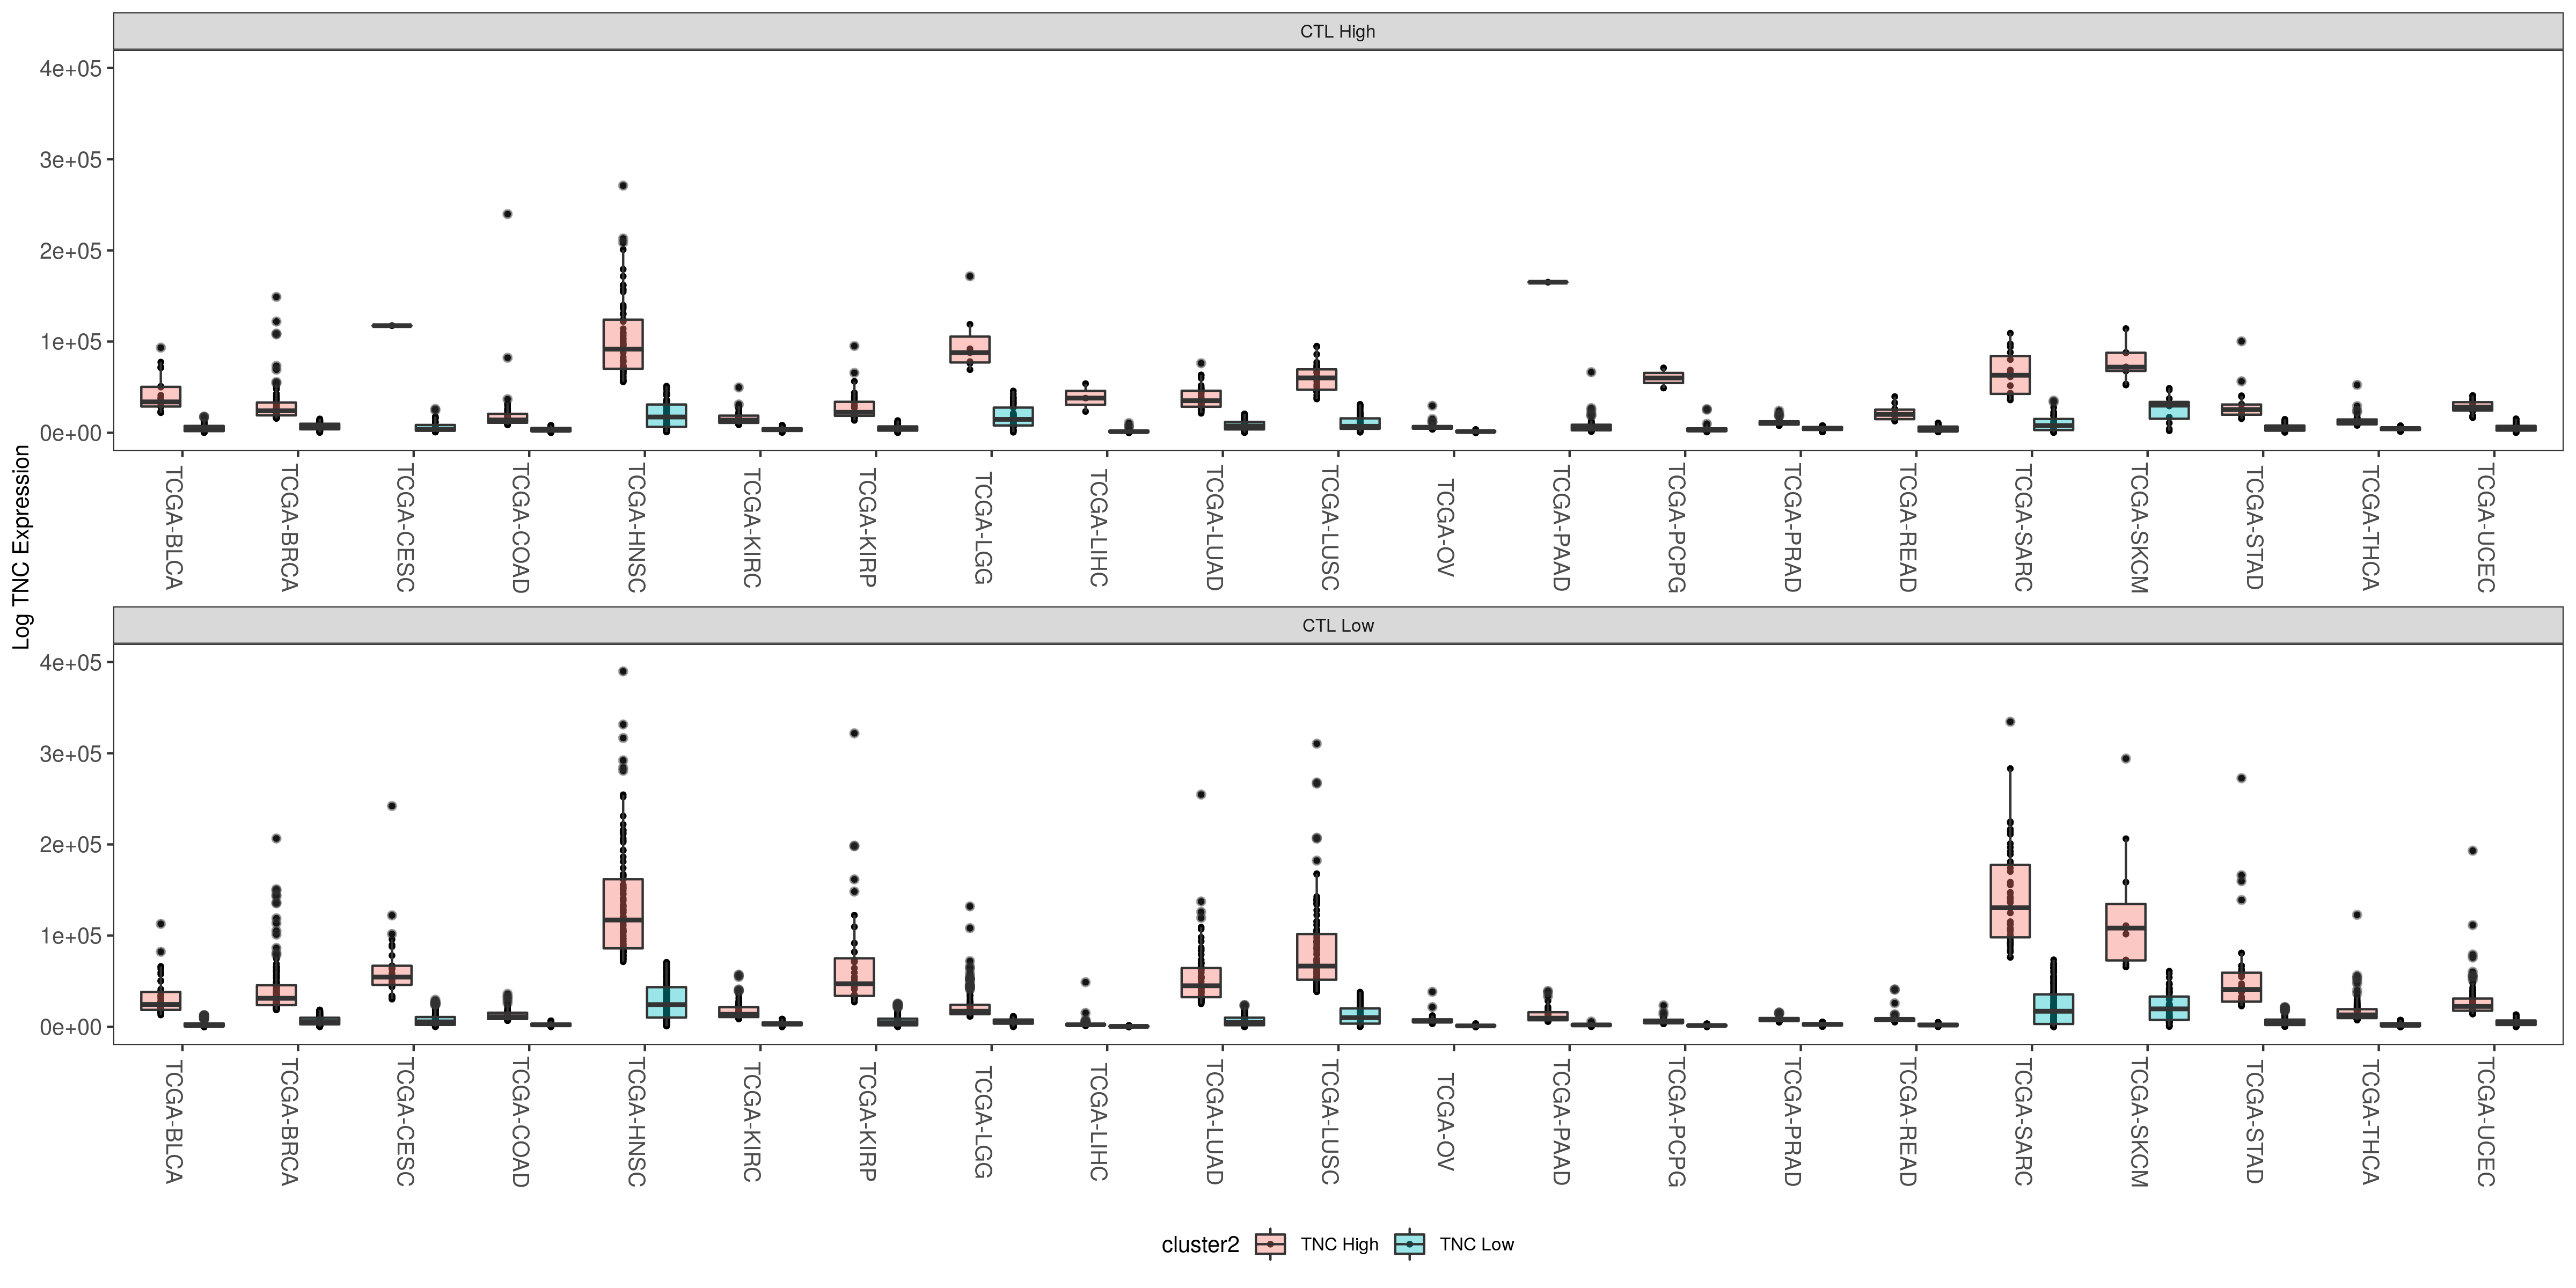 CTL High
4e+05
3e+05
2e+05
1e+05
0e+00
TCGA-BLCA
TCGA-BRCA
TCGA-CESC
TCGA-COAD
TCGA-HNSC
TCGA-KIRC
TCGA-KIRP
TCGA-LGG
TCGA-LIHC
TCGA-LUAD
TCGA-LUSC
TCGA-OV
TCGA-PAAD
TCGA-PCPG
TCGA-PRAD
TCGA-READ
TCGA-SARC
TCGA-SKCM
TCGA-STAD
TCGA-THCA
TCGA-UCEC
Log TNC Expression
CTL Low
4e+05
3e+05
2e+05
1e+05
0e+00
TCGA-BLCA
TCGA-BRCA
TCGA-CESC
TCGA-COAD
TCGA-HNSC
TCGA-KIRC
TCGA-KIRP
TCGA-LGG
TCGA-LIHC
TCGA-LUAD
TCGA-LUSC
TCGA-OV
TCGA-PAAD
TCGA-PCPG
TCGA-PRAD
TCGA-READ
TCGA-SARC
TCGA-SKCM
TCGA-STAD
TCGA-THCA
TCGA-UCEC
cluster2 TNC High TNC Low